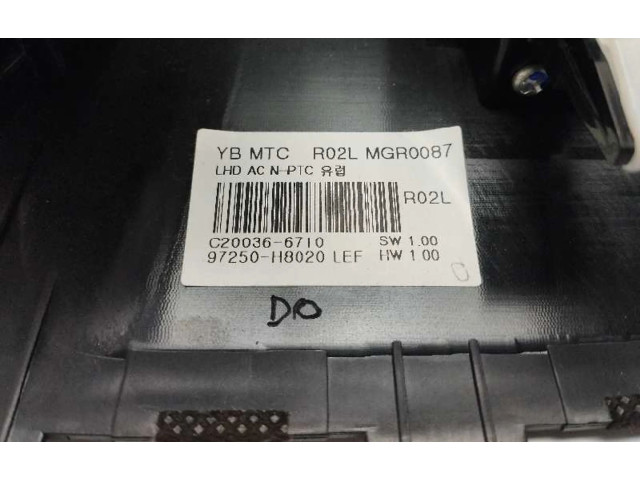 YB MTC R02L MGR0087
LHD AC N-PTC 유럽
R02L
C20036-6710 SW 1.00
97250-H8020 LEF HW 1.00
DO